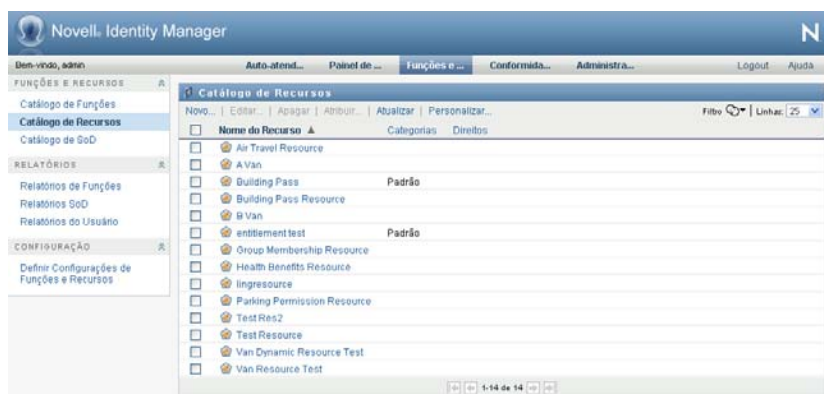 Novell® Identity Manager
N
Bem-vindo, admin
Auto-atend... Painel de ... Funções e ... Conformida... Administra... Logout Ajuda
FUNÇÕES E RECURSOS
Catálogo de Funções
Catálogo de Recursos
Catálogo de SoD
RELATÓRIOS
Relatórios de Funções
Relatórios SoD
Relatórios do Usuário
CONFIGURAÇÃO
Definir Configurações de
Funções e Recursos
Catálogo de Recursos
Novo... | Editar... | Apagar | Atribuir... | Atualizar | Personalizar... Filtro | Linhas: 25
Nome do Recurso Categorias Direitos
Air Travel Resource
A Van
Building Pass Padrão
Building Pass Resource
B Van
entitlement test Padrão
Group Membership Resource
Health Benefits Resource
lingresource
Parking Permission Resource
Test Res2
Test Resource
Van Dynamic Resource Test
Van Resource Test
1-14 de 14